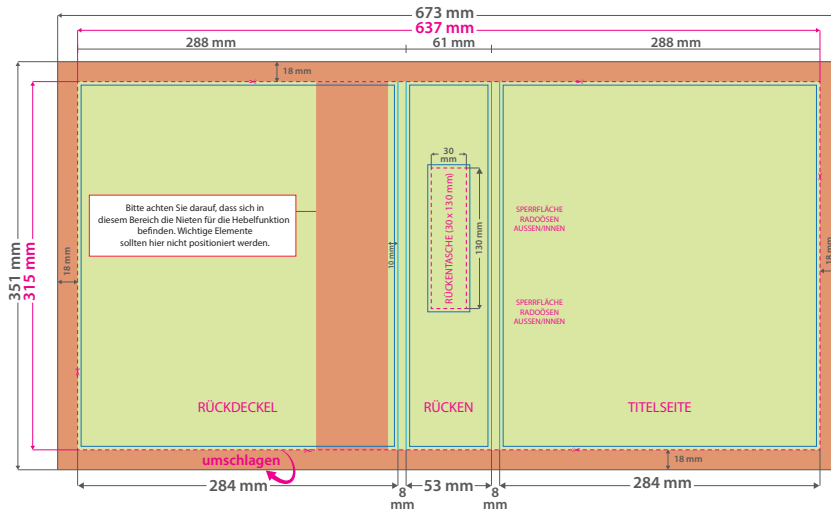 673 mm
637 mm
288 mm
61 mm
288 mm
18 mm
30
mm
Bitte achten Sie darauf, dass sich in
diesem Bereich die Nieten für die Hebelfunktion
befinden. Wichtige Elemente
sollten hier nicht positioniert werden.
351 mm
315 mm
18 mm
10 mm
RÜCKENTASCHE (30 x 130 mm)
130 mm
SPERRFLÄCHE
RADOÖSEN
AUSSEN/INNEN
SPERRFLÄCHE
RADOÖSEN
AUSSEN/INNEN
18 mm
RÜCKDECKEL
RÜCKEN
TITELSEITE
umschlagen
18 mm
284 mm
8
mm
53 mm
8
mm
284 mm